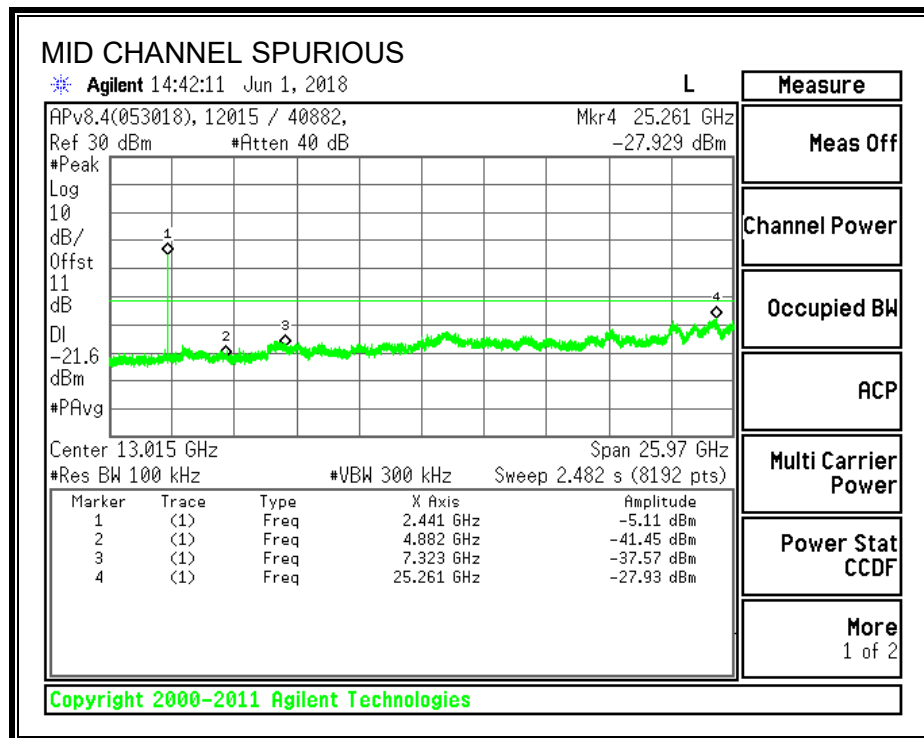 MID CHANNEL SPURIOUS
Agilent 14:42:11 Jun 1, 2018 L
Measure
APv8.4(053018), 12015 / 40882, Mkr4 25.261 GHz
Ref 30 dBm #Atten 40 dB -27.929 dBm
#Peak
Log
10
dB/
Offst
11
dB
DI
-21.6
dBm
#PAvg
1
2
3
4
Center 13.015 GHz Span 25.97 GHz
#Res BW 100 kHz #VBW 300 kHz Sweep 2.482 s (8192 pts)
Marker Trace Type X Axis Amplitude
1 (1) Freq 2.441 GHz -5.11 dBm
2 (1) Freq 4.882 GHz -41.45 dBm
3 (1) Freq 7.323 GHz -37.57 dBm
4 (1) Freq 25.261 GHz -27.93 dBm
Meas Off
Channel Power
Occupied BW
ACP
Multi Carrier
Power
Power Stat
CCDF
More
1 of 2
Copyright 2000-2011 Agilent Technologies